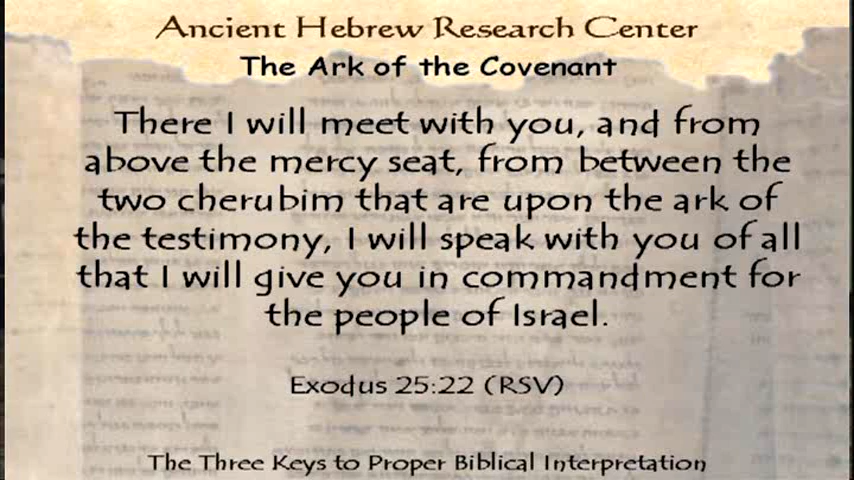 Ancient Hebrew Research Center
The Ark of the Covenant
There I will meet with you, and from
above the mercy seat, from between the
two cherubim that are upon the ark of
the testimony, I will speak with you of all
that I will give you in commandment for
the people of Israel.
Exodus 25:22 (RSV)
The Three Keys to Proper Biblical Interpretation